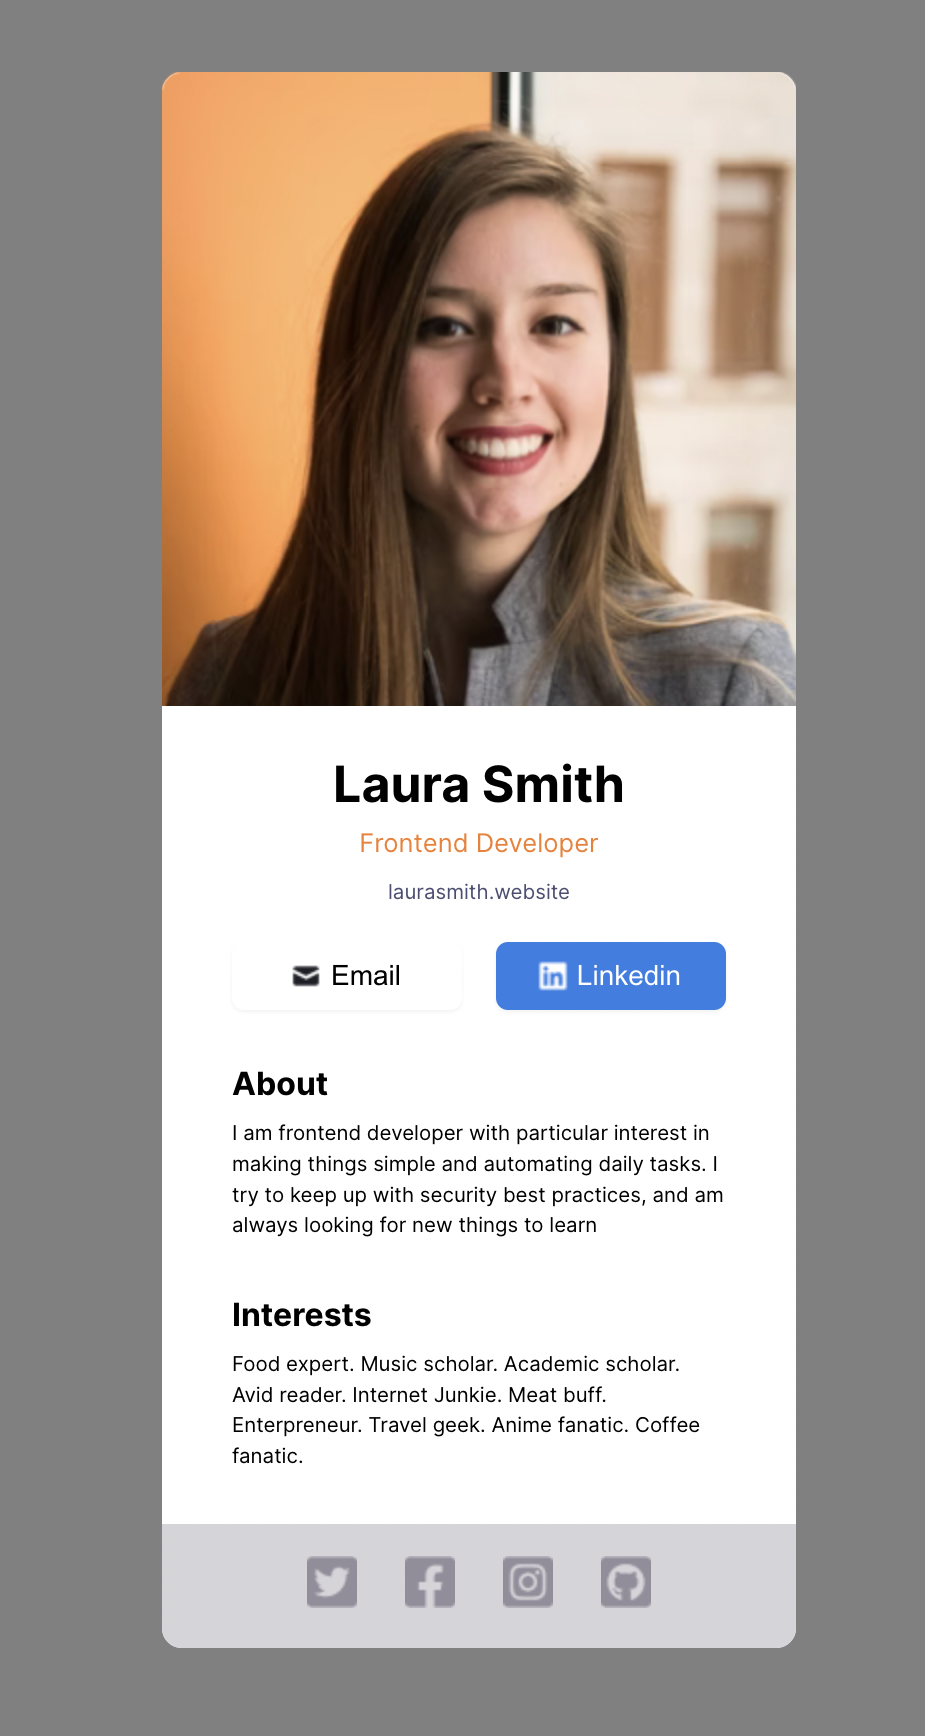 Laura Smith
Frontend Developer
laurasmith.website
Email
Linkedin
About
I am frontend developer with particular interest in
making things simple and automating daily tasks. I
try to keep up with security best practices, and am
always looking for new things to learn
Interests
Food expert. Music scholar. Academic scholar.
Avid reader. Internet Junkie. Meat buff.
Enterpreneur. Travel geek. Anime fanatic. Coffee
fanatic.